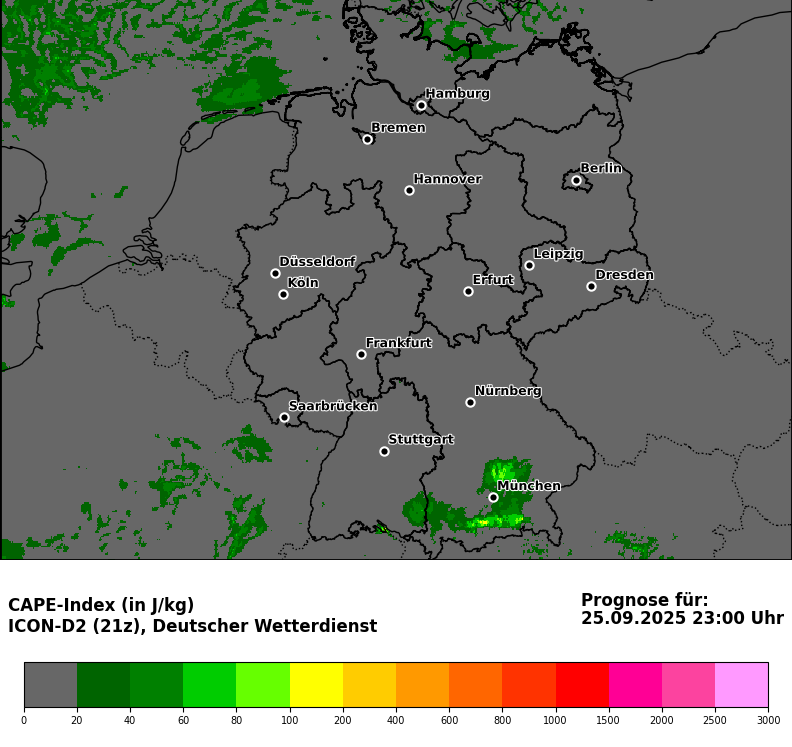 Hamburg
Bremen
Berlin
Hannover
Leipzig
Düsseldorf
Dresden
Erfurt
Köln
Frankfurt
Nürnberg
Saarbrücken
Stuttgart
München
CAPE-Index (in J/kg)
ICON-D2 (21z), Deutscher Wetterdienst
Prognose für:
25.09.2025 23:00 Uhr
0 20 40 60 80 100 200 400 600 800 1000 1500 2000 2500 3000